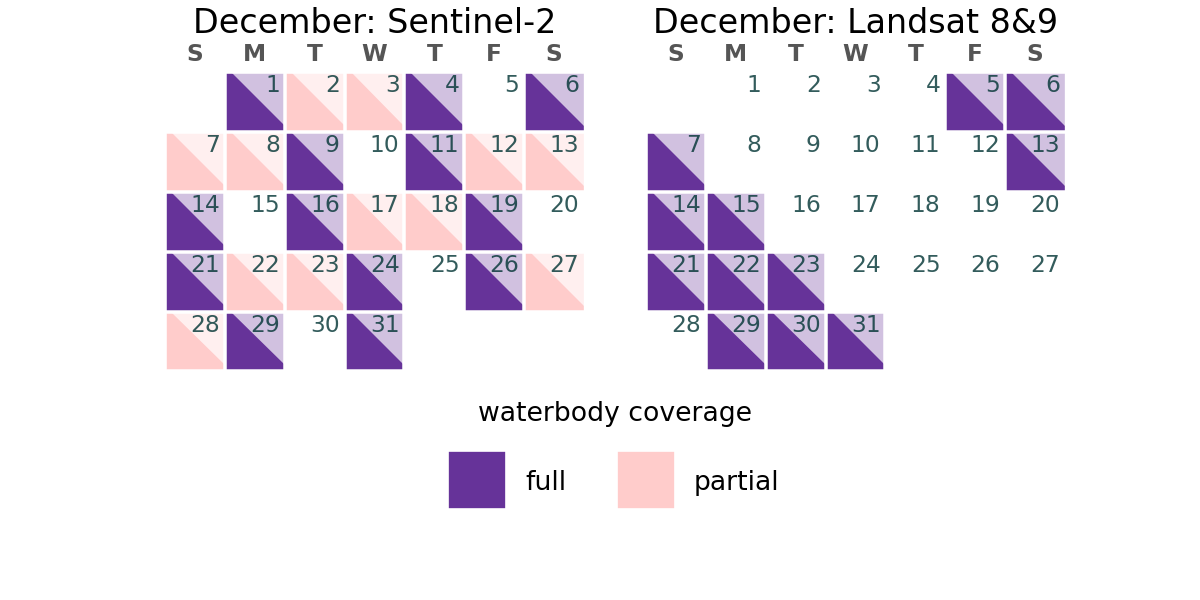 December: Sentinel-2
S M T W T F S
1 2 3 4 5 6
7 8 9 10 11 12 13
14 15 16 17 18 19 20
21 22 23 24 25 26 27
28 29 30 31
December: Landsat 8&9
S M T W T F S
1 2 3 4 5 6
7 8 9 10 11 12 13
14 15 16 17 18 19 20
21 22 23 24 25 26 27
28 29 30 31
waterbody coverage
full partial